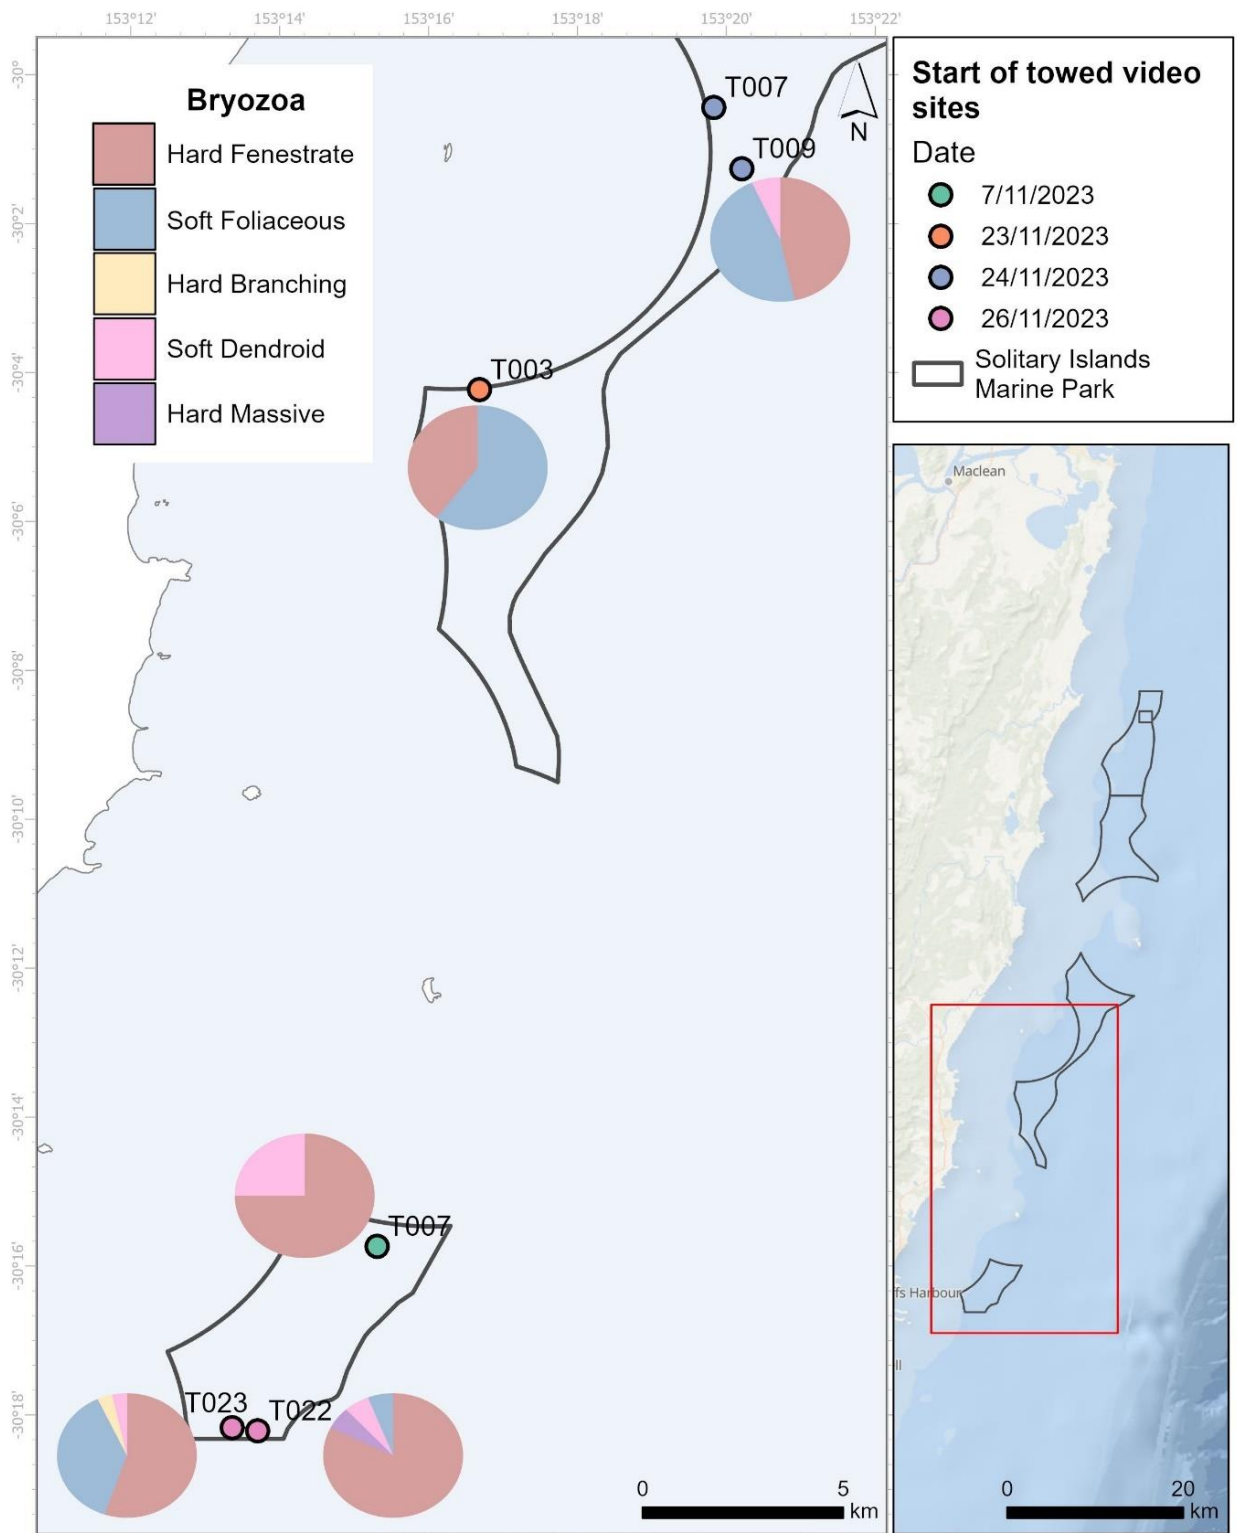 153°12'
153°14'
153°16'
153°18'
153°20'
153°22'
-30°
-30°2'
-30°4'
-30°6'
-30°8'
-30°10'
-30°12'
-30°14'
-30°16'
-30°18'
Bryozoa
Hard Fenestrate
Soft Foliaceous
Hard Branching
Soft Dendroid
Hard Massive
T007
T009
N
T003
T007
T023
T022
0
5
km
Start of towed video
sites
Date
7/11/2023
23/11/2023
24/11/2023
26/11/2023
Solitary Islands
Marine Park
Maclean
fs Harbour
ll
0
20
km